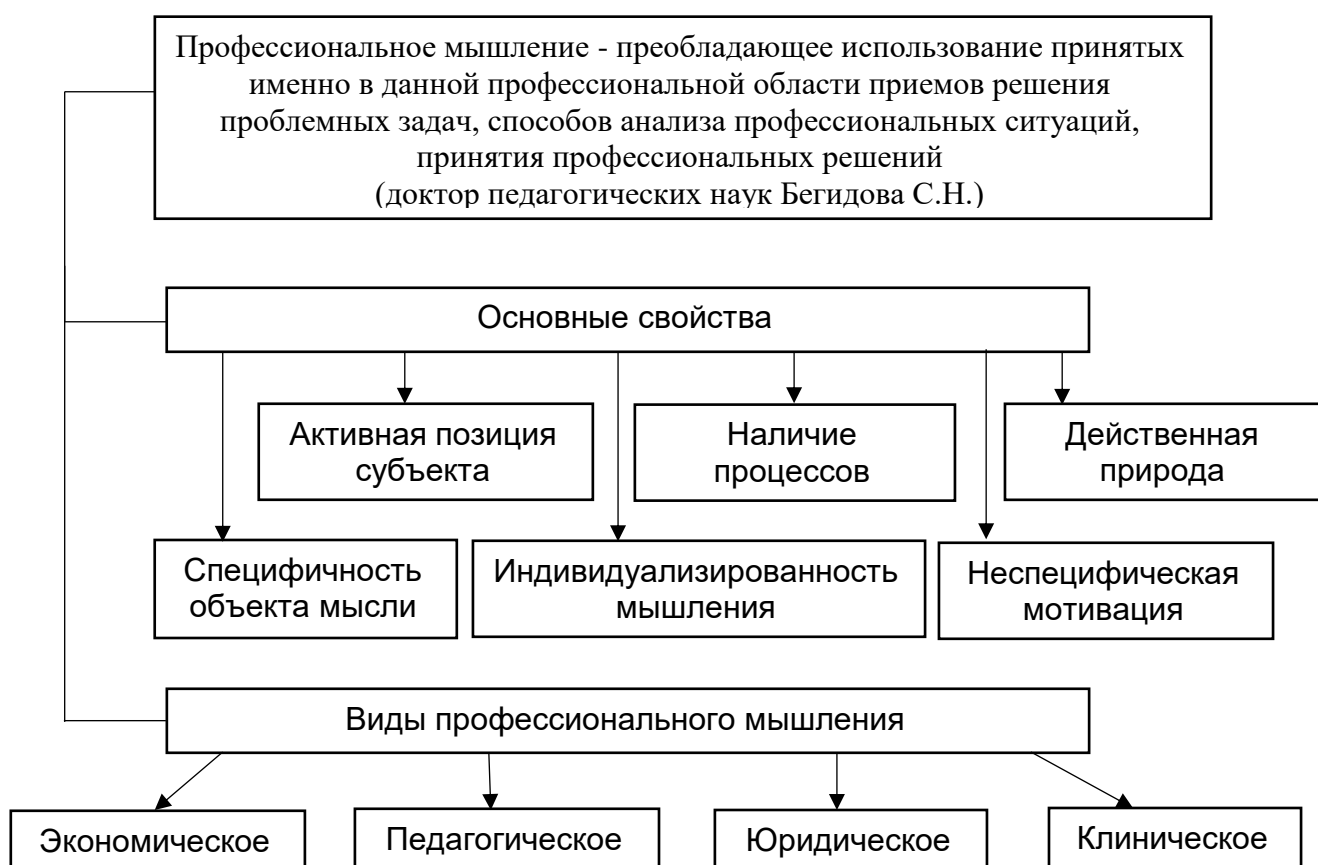 Профессиональное мышление - преобладающее использование принятых
именно в данной профессиональной области приемов решения
проблемных задач, способов анализа профессиональных ситуаций,
принятия профессиональных решений
(доктор педагогических наук Бегидова С.Н.)
Основные свойства
Активная позиция
субъекта
Наличие
процессов
Действенная
природа
Специфичность
объекта мысли
Индивидуализированность
мышления
Неспецифическая
мотивация
Виды профессионального мышления
Экономическое
Педагогическое
Юридическое
Клиническое